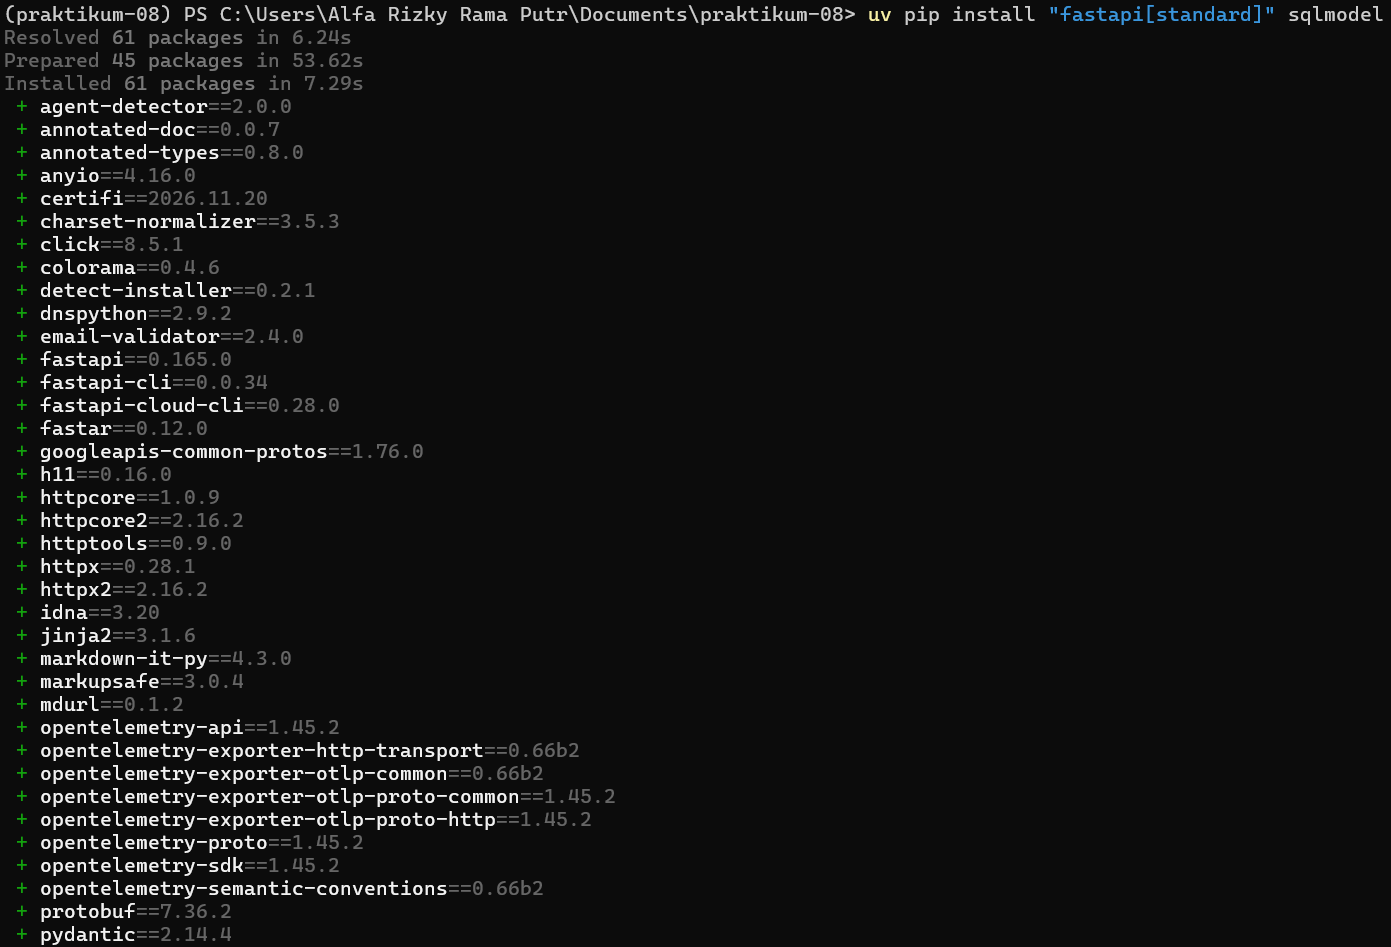 (praktikum-08) PS C:\Users\Alfa Rizky Rama Putr\Documents\praktikum-08> uv pip install "fastapi[standard]" sqlmodel
Resolved 61 packages in 6.24s
Prepared 45 packages in 53.62s
Installed 61 packages in 7.29s
+ agent-detector==2.0.0
+ annotated-doc==0.0.7
+ annotated-types==0.8.0
+ anyio==4.16.0
+ certifi==2026.11.20
+ charset-normalizer==3.5.3
+ click==8.5.1
+ colorama==0.4.6
+ detect-installer==0.2.1
+ dnspython==2.9.2
+ email-validator==2.4.0
+ fastapi==0.165.0
+ fastapi-cli==0.0.34
+ fastapi-cloud-cli==0.28.0
+ fastar==0.12.0
+ googleapis-common-protos==1.76.0
+ h11==0.16.0
+ httpcore==1.0.9
+ httpcore2==2.16.2
+ httptools==0.9.0
+ httpx==0.28.1
+ httpx2==2.16.2
+ idna==3.20
+ jinja2==3.1.6
+ markdown-it-py==4.3.0
+ markupsafe==3.0.4
+ mdurl==0.1.2
+ opentelemetry-api==1.45.2
+ opentelemetry-exporter-http-transport==0.66b2
+ opentelemetry-exporter-otlp-common==0.66b2
+ opentelemetry-exporter-otlp-proto-common==1.45.2
+ opentelemetry-exporter-otlp-proto-http==1.45.2
+ opentelemetry-proto==1.45.2
+ opentelemetry-sdk==1.45.2
+ opentelemetry-semantic-conventions==0.66b2
+ protobuf==7.36.2
+ pydantic==2.14.4